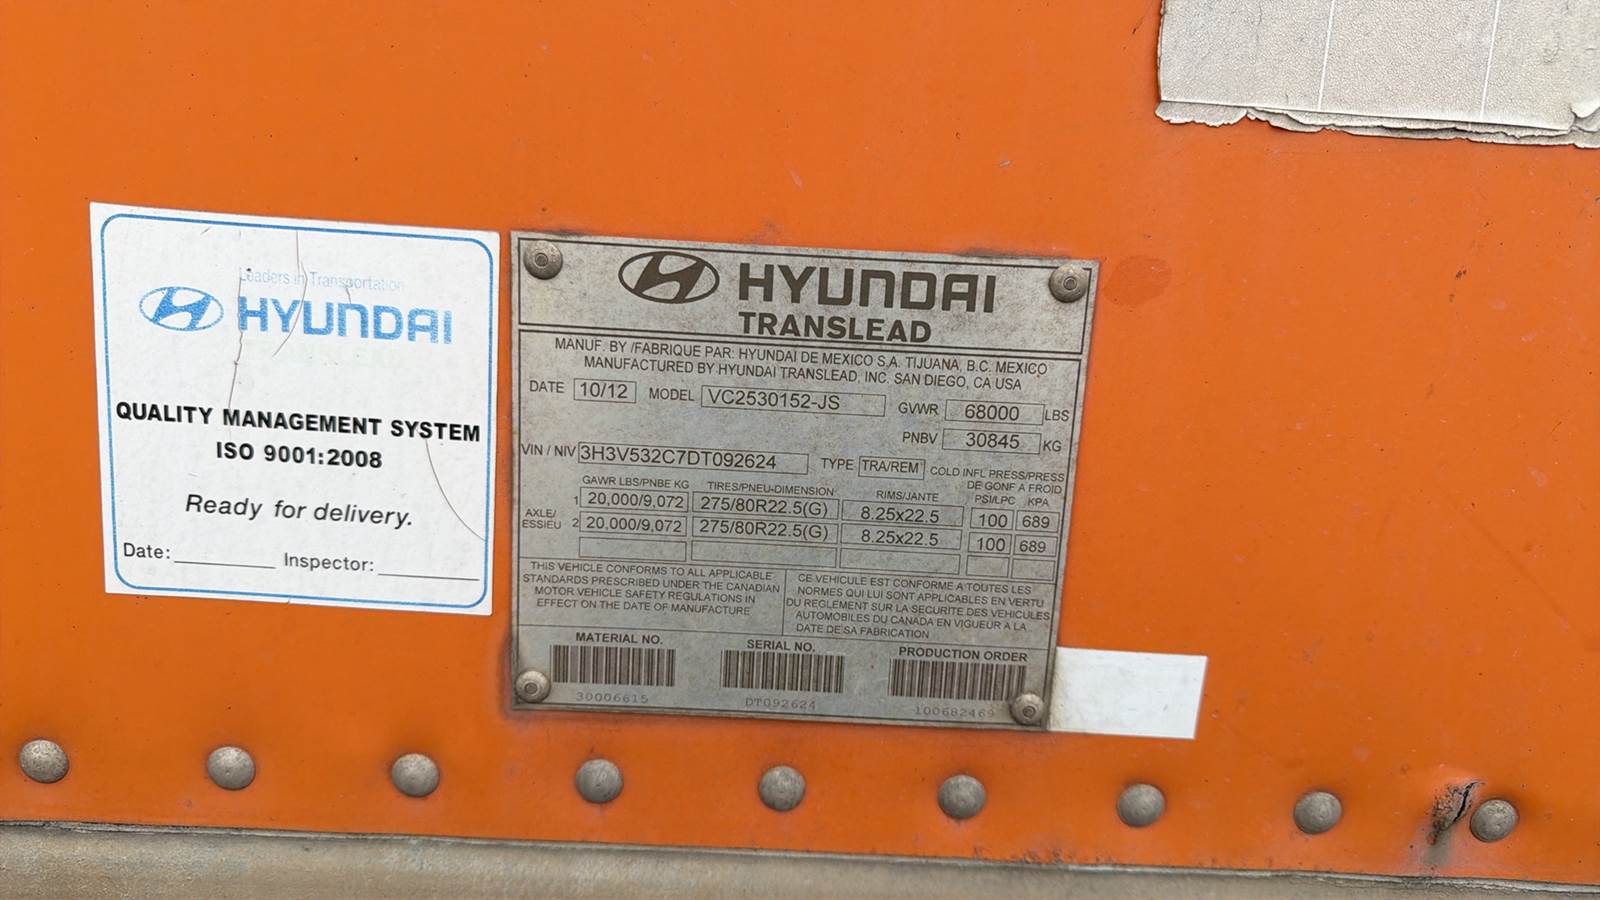 Leaders in Transportation
HYUNDAI
QUALITY MANAGEMENT SYSTEM
ISO 9001:2008
Ready for delivery.
Date: Inspector:
HYUNDAI
TRANSLEAD
MANUF. BY /FABRIQUE PAR: HYUNDAI DE MEXICO S.A. TIJUANA, B.C. MEXICO
MANUFACTURED BY HYUNDAI TRANSLEAD, INC. SAN DIEGO, CA USA
DATE 10/12 MODEL VC2530152-JS GVWR 68000 LBS
PNBV 30845 KG
VIN / NIV 3H3V532C7DT092624 TYPE TRA/REM COLD INFL PRESS/PRESS
DE GONF A FROID
GAWR LBS/PNBE KG TIRES/PNEU-DIMENSION RIMS/JANTE PSI/LPC KPA
AXLE/
ESSIEU
1 20,000/9,072 275/80R22.5(G) 8.25x22.5 100 689
2 20,000/9,072 275/80R22.5(G) 8.25x22.5 100 689
THIS VEHICLE CONFORMS TO ALL APPLICABLE
STANDARDS PRESCRIBED UNDER THE CANADIAN
MOTOR VEHICLE SAFETY REGULATIONS IN
EFFECT ON THE DATE OF MANUFACTURE
CE VEHICULE EST CONFORME A TOUTES LES
NORMES QUI LUI SONT APPLICABLES EN VERTU
DU REGLEMENT SUR LA SECURITE DES VEHICULES
AUTOMOBILES DU CANADA EN VIGUEUR A LA
DATE DE SA FABRICATION
MATERIAL NO. SERIAL NO. PRODUCTION ORDER
30006615 DT092624 100682469